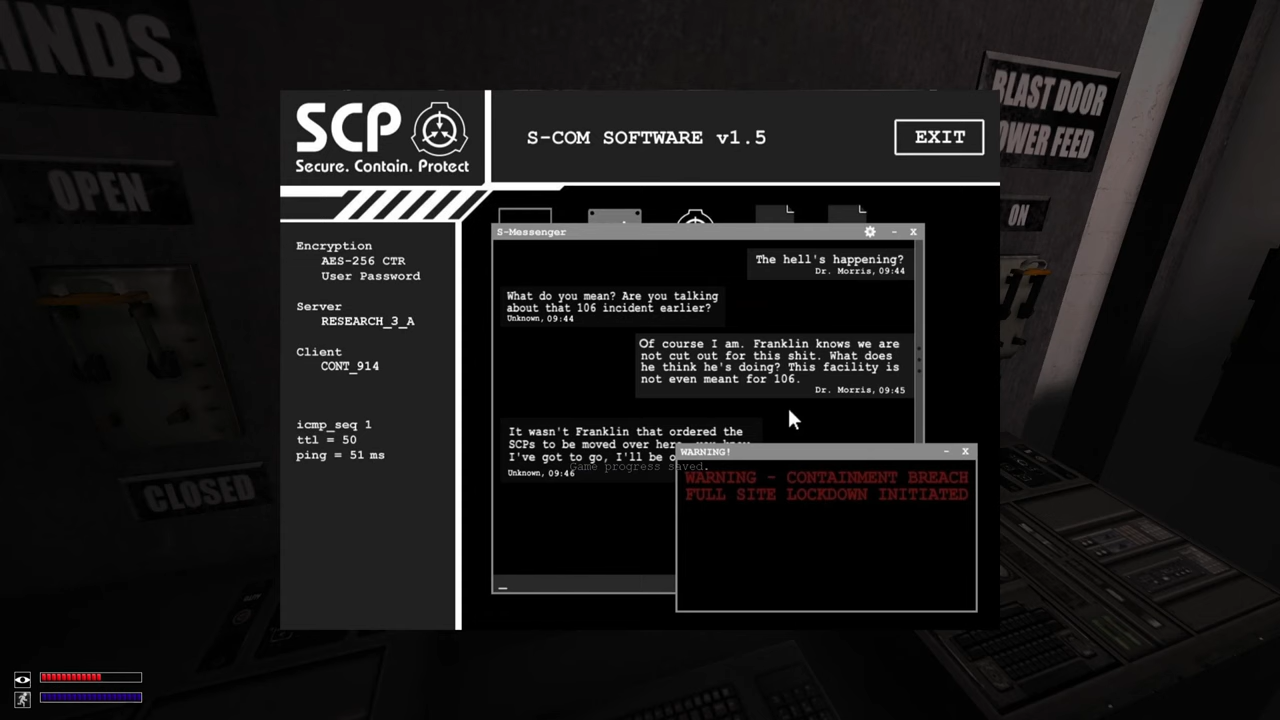 INDS
OPEN
CLOSED
BLAST DOOR
OWER FEED
ON
SCP
Secure. Contain. Protect
S-COM SOFTWARE v1.5
EXIT
Encryption
AES-256 CTR
User Password
Server
RESEARCH_3_A
Client
CONT_914
icmp_seq 1
ttl = 50
ping = 51 ms
S-Messenger
The hell's happening?
Dr. Morris, 09:44
What do you mean? Are you talking
about that 106 incident earlier?
Unknown, 09:44
Of course I am. Franklin knows we are
not cut out for this shit. What does
he think he's doing? This facility is
not even meant for 106.
Dr. Morris, 09:45
It wasn't Franklin that ordered the
SCPs to be moved over here, you know
I've got to go, I'll be o
Unknown, 09:46
Game progress saved.
WARNING!
WARNING - CONTAINMENT BREACH
FULL SITE LOCKDOWN INITIATED